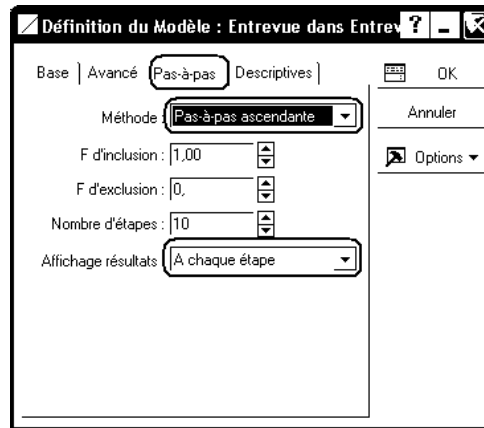 Définition du Modèle : Entrevue dans Entrev
Base Avancé Pas-à-pas Descriptives
OK
Méthode : Pas-à-pas ascendante
Annuler
F d'inclusion : 1,00
Options
F d'exclusion : 0,
Nombre d'étapes : 10
Affichage résultats A chaque étape